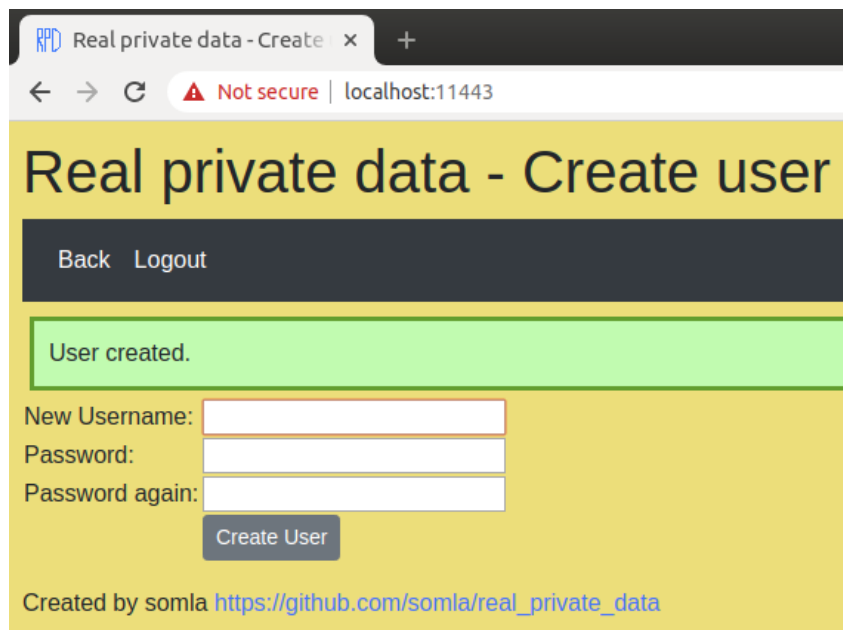 RPD Real private data - Create × +
Not secure | localhost:11443
Real private data - Create user
Back Logout
User created.
New Username:
Password:
Password again:
Create User
Created by somla https://github.com/somla/real_private_data